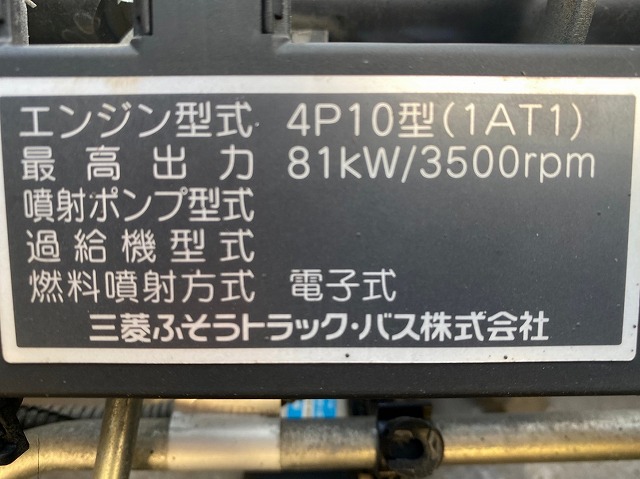 エンジン型式 4P10型(1AT1)
最高出力 81kW/3500rpm
噴射ポンプ型式
過給機型式
燃料噴射方式 電子式
三菱ふそうトラック・バス株式会社